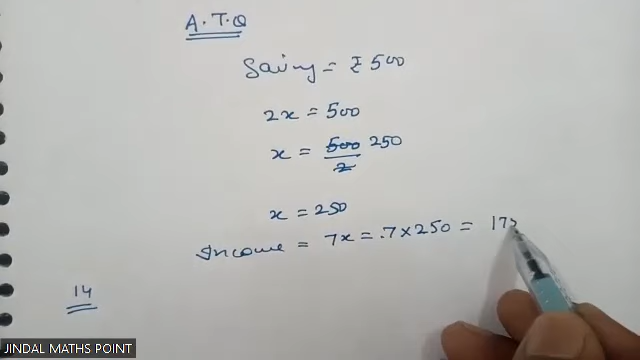 A.T.Q
Saving = ₹ 500
2x = 500
x = 500/2 250
x = 250
Income = 7x = 7 × 250 = 17
14
JINDAL MATHS POINT